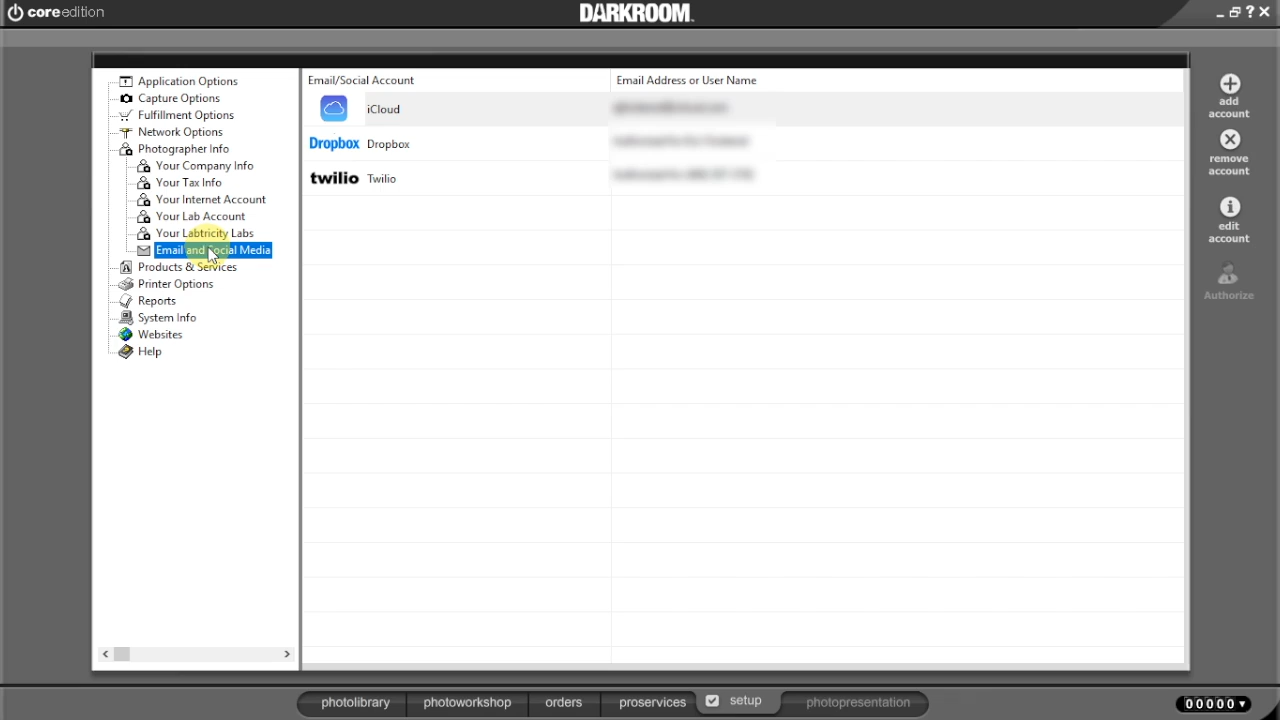 coreedition
DARKROOM
Application Options
Capture Options
Fulfillment Options
Network Options
Photographer Info
Your Company Info
Your Tax Info
Your Internet Account
Your Lab Account
Your Labtricity Labs
Email and Social Media
Products & Services
Printer Options
Reports
System Info
Websites
Help
Email/Social Account
Email Address or User Name
iCloud
Dropbox Dropbox
twilio Twilio
add
account
remove
account
edit
account
Authorize
photolibrary
photoworkshop
orders
proservices
setup
photopresentation
00000